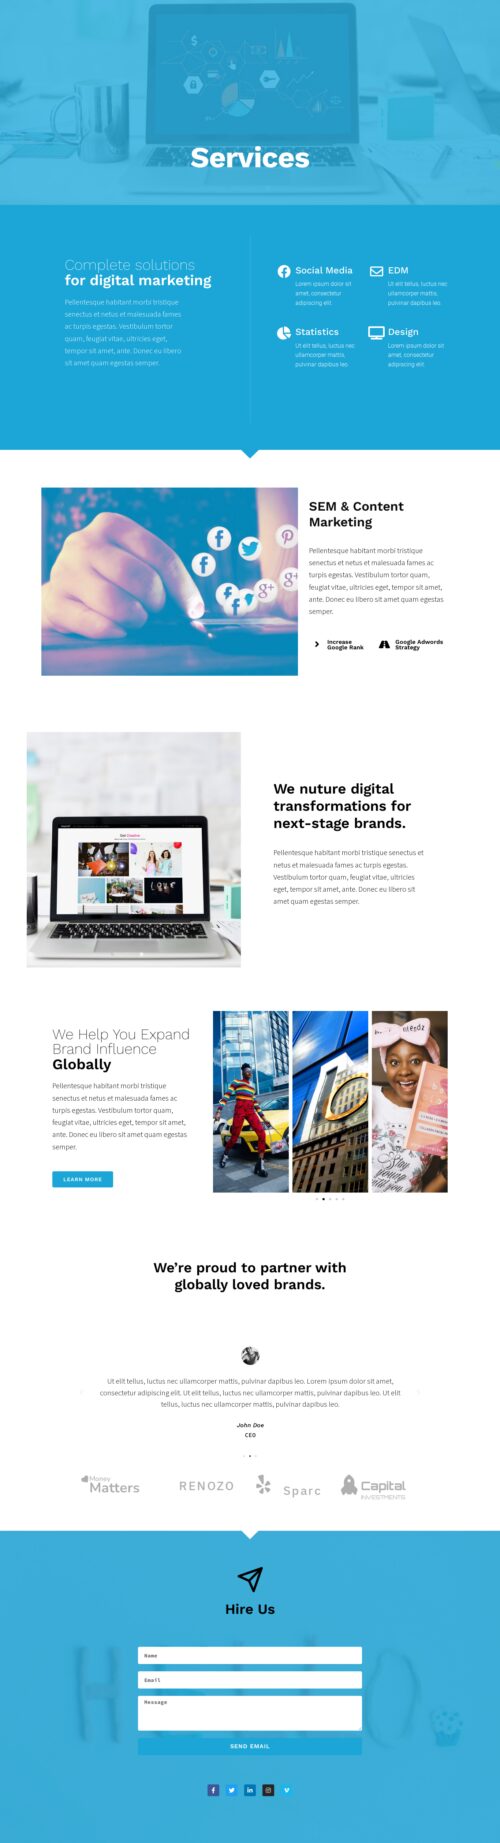 Services
Complete solutions
for digital marketing
Pellentesque habitant morbi tristique
senectus et netus et malesuada fames
ac turpis egestas. Vestibulum tortor
quam, feugiat vitae, ultricies eget,
tempor sit amet, ante. Donec eu libero
sit amet quam egestas semper.
Social Media
Lorem ipsum dolor sit
amet, consectetur
adipiscing elit.
EDM
Ut elit tellus, luctus nec
ullamcorper mattis,
pulvinar dapibus leo.
Statistics
Ut elit tellus, luctus nec
ullamcorper mattis,
pulvinar dapibus leo.
Design
Lorem ipsum dolor sit
amet, consectetur
adipiscing elit.
SEM & Content
Marketing
Pellentesque habitant morbi tristique
senectus et netus et malesuada fames ac
turpis egestas. Vestibulum tortor quam,
feugiat vitae, ultricies eget, tempor sit amet,
ante. Donec eu libero sit amet quam egestas
semper.
Increase
Google Rank
Google Adwords
Strategy
We nuture digital
transformations for
next-stage brands.
Pellentesque habitant morbi tristique senectus et
netus et malesuada fames ac turpis egestas.
Vestibulum tortor quam, feugiat vitae, ultricies
eget, tempor sit amet, ante. Donec eu libero sit
amet quam egestas semper.
We Help You Expand
Brand Influence
Globally
Pellentesque habitant morbi tristique
senectus et netus et malesuada fames ac
turpis egestas. Vestibulum tortor quam,
feugiat vitae, ultricies eget, tempor sit amet,
ante. Donec eu libero sit amet quam egestas
semper.
LEARN MORE
We're proud to partner with
globally loved brands.
Ut elit tellus, luctus nec ullamcorper mattis, pulvinar dapibus leo. Lorem ipsum dolor sit amet,
consectetur adipiscing elit. Ut elit tellus, luctus nec ullamcorper mattis, pulvinar dapibus leo. Ut elit
tellus, luctus nec ullamcorper mattis, pulvinar dapibus leo.
John Doe
CEO
Money
Matters
RENOZO
Sparc
Capital
INVESTMENTS
Hire Us
Name
Email
Message
SEND EMAIL